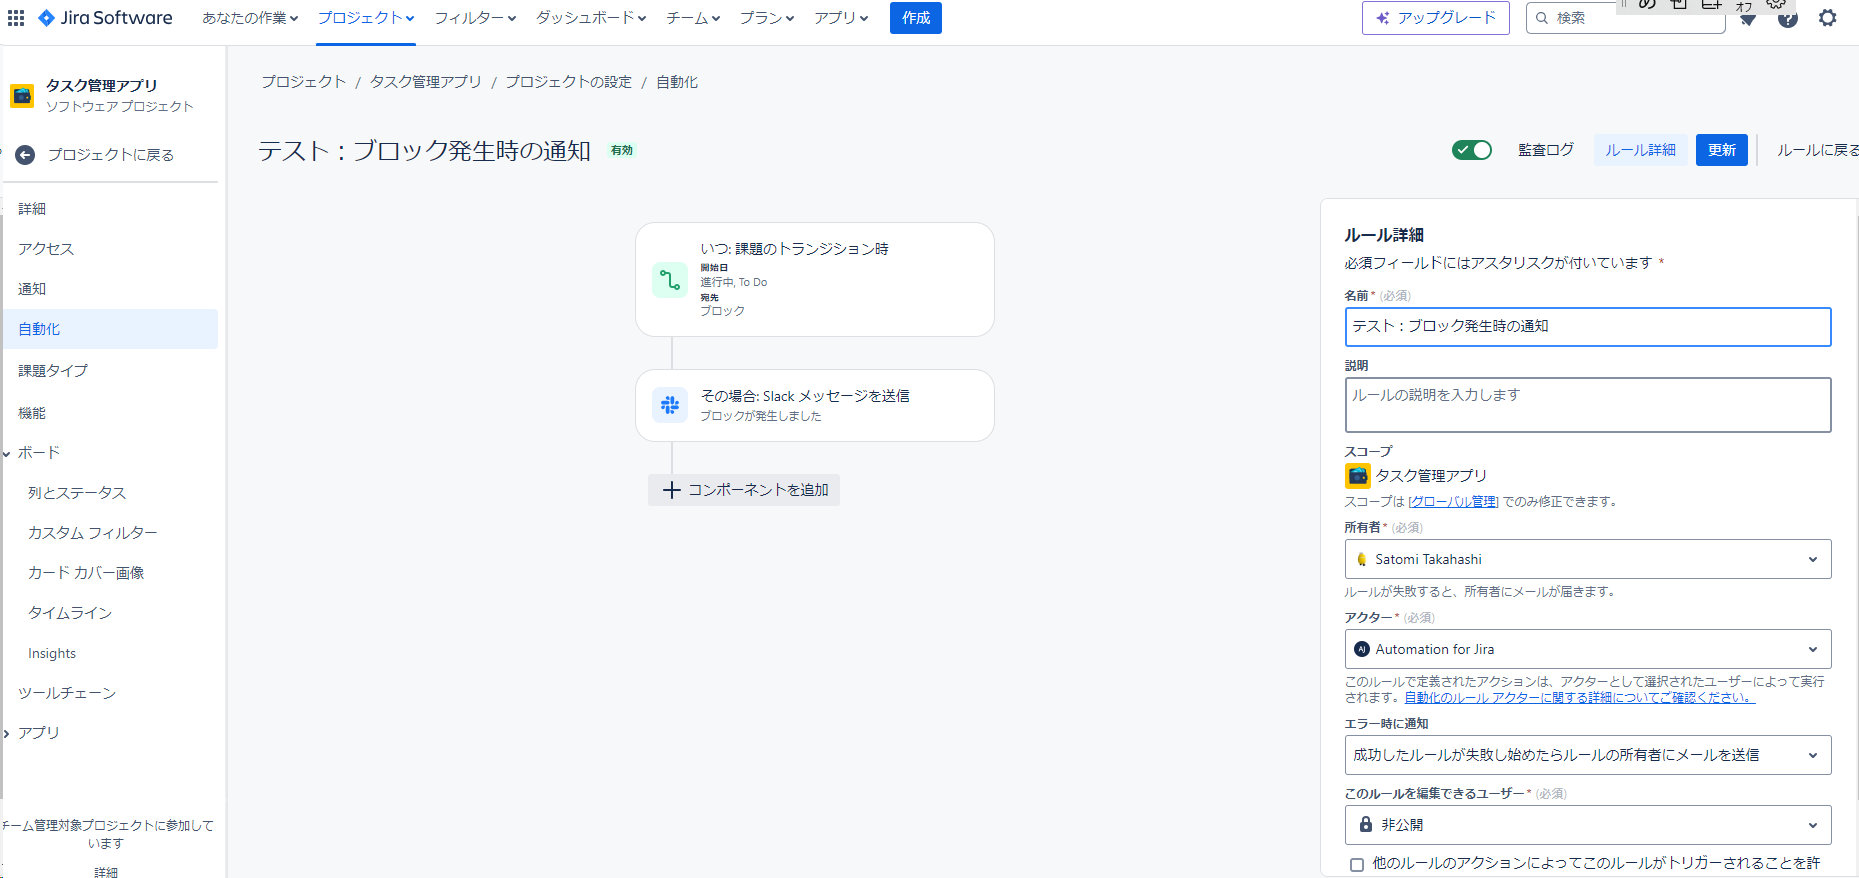 Jira Software
あなたの作業
プロジェクト
フィルター
ダッシュボード
チーム
プラン
アプリ
作成
アップグレード
検索
タスク管理アプリ
ソフトウェア プロジェクト
プロジェクトに戻る
詳細
アクセス
通知
自動化
課題タイプ
機能
ボード
列とステータス
カスタム フィルター
カード カバー画像
タイムライン
Insights
ツールチェーン
アプリ
チーム管理対象プロジェクトに参加して
います
詳細
プロジェクト / タスク管理アプリ / プロジェクトの設定 / 自動化
テスト：ブロック発生時の通知 有効
監査ログ
ルール詳細
更新
ルールに戻る
いつ: 課題のトランジション時
開始日
進行中, To Do
宛先
ブロック
その場合: Slack メッセージを送信
ブロックが発生しました
コンポーネントを追加
ルール詳細
必須フィールドにはアスタリスクが付いています *
名前* (必須)
テスト：ブロック発生時の通知
説明
ルールの説明を入力します
スコープ
タスク管理アプリ
スコープは [グローバル管理] でのみ修正できます。
所有者* (必須)
Satomi Takahashi
ルールが失敗すると、所有者にメールが届きます。
アクター* (必須)
AJ Automation for Jira
このルールで定義されたアクションは、アクターとして選択されたユーザーによって実行
されます。自動化のルール アクターに関する詳細についてご確認ください。
エラー時に通知
成功したルールが失敗し始めたらルールの所有者にメールを送信
このルールを編集できるユーザー* (必須)
非公開
他のルールのアクションによってこのルールがトリガーされることを許